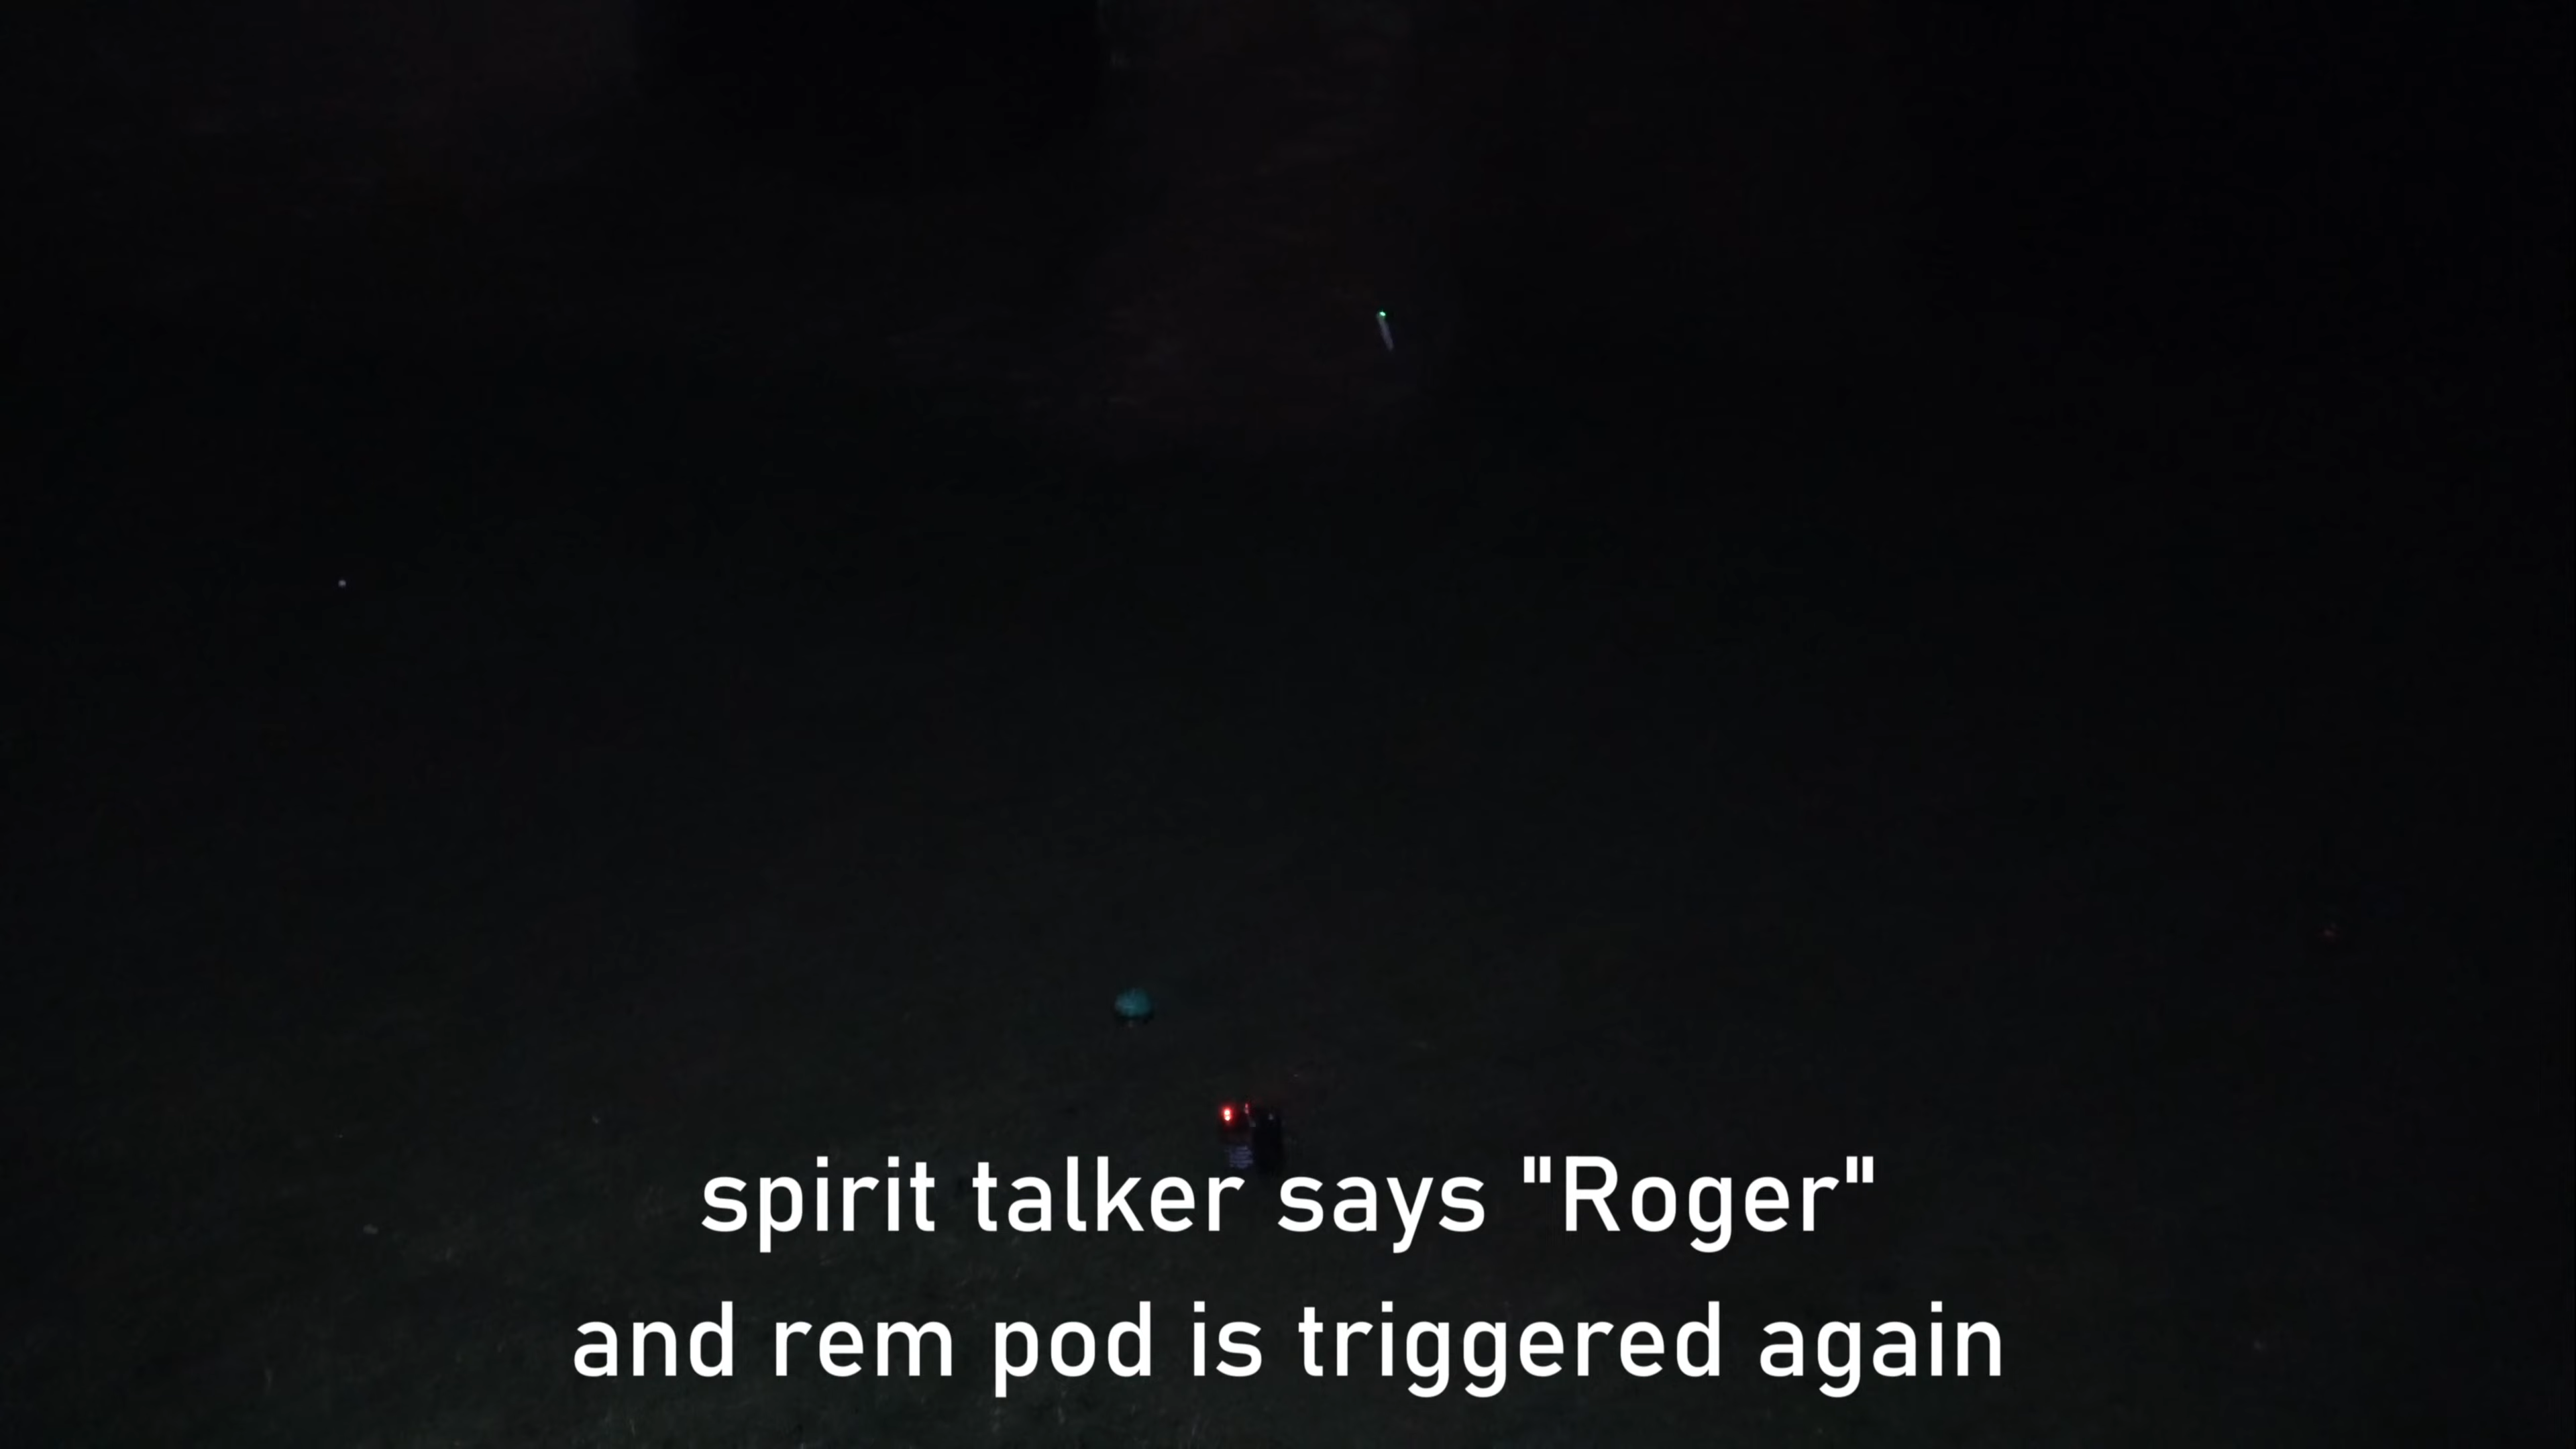 spirit talker says "Roger"
and rem pod is triggered again